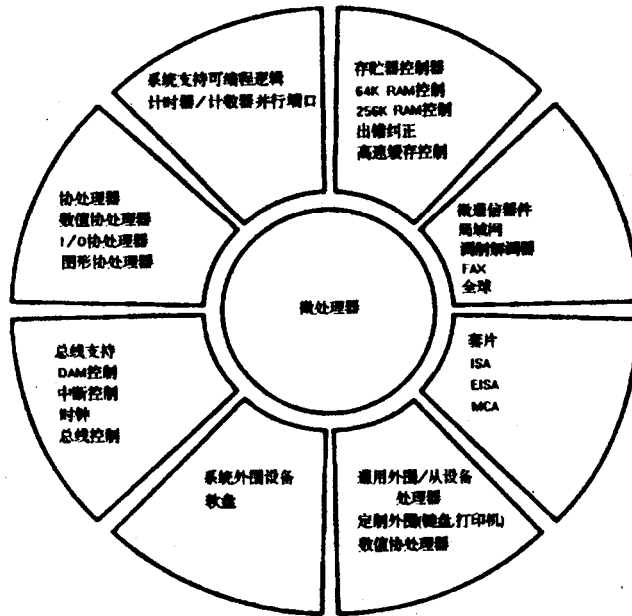 系统支持可编程逻辑
计时器/计数器并行端口
存贮器控制器
64K RAM控制
256K RAM控制
出错纠正
高速缓存控制
微通信器件
局域网
调制解调器
FAX
全球
套片
ISA
EISA
MCA
通用外围/从设备
处理器
定制外围(键盘,打印机)
数值协处理器
系统外围设备
软盘
总线支持
DAM控制
中断控制
时钟
总线控制
协处理器
数值协处理器
I/O协处理器
图形协处理器
微处理器